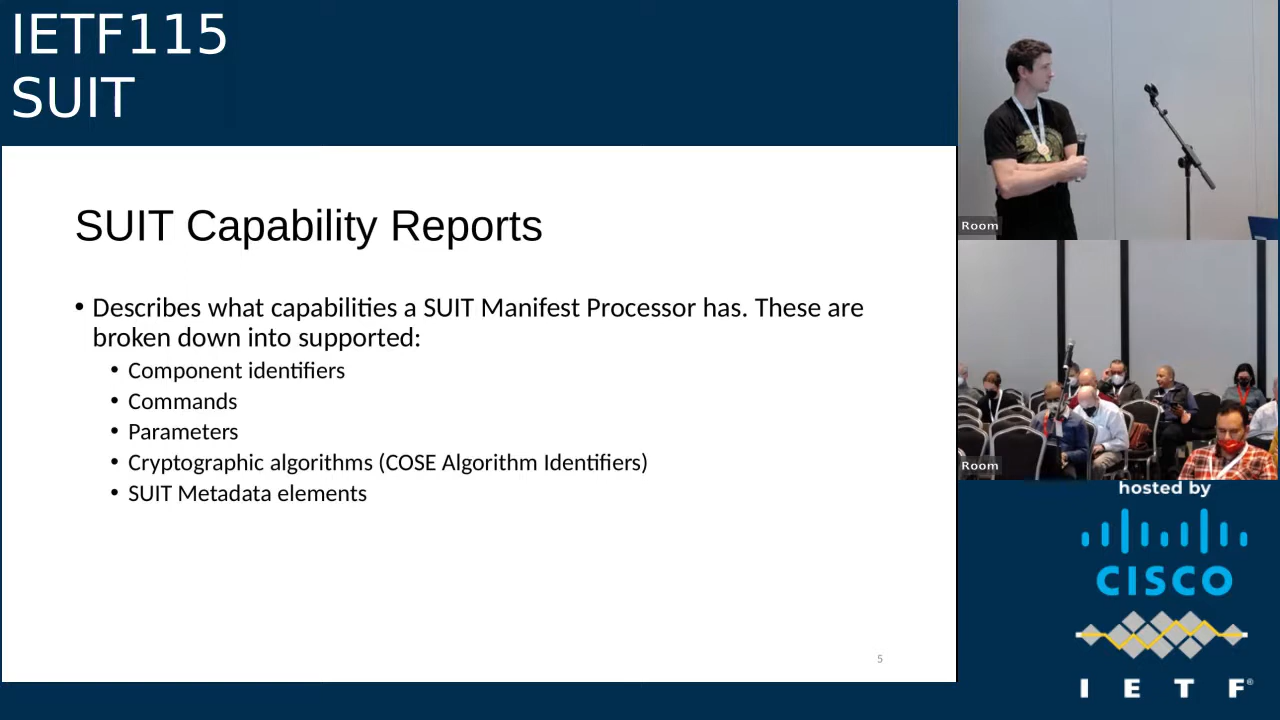 IETF115
SUIT
SUIT Capability Reports
• Describes what capabilities a SUIT Manifest Processor has. These are
broken down into supported:
• Component identifiers
• Commands
• Parameters
• Cryptographic algorithms (COSE Algorithm Identifiers)
• SUIT Metadata elements
5
Room
Room
hosted by
CISCO
I E T F®